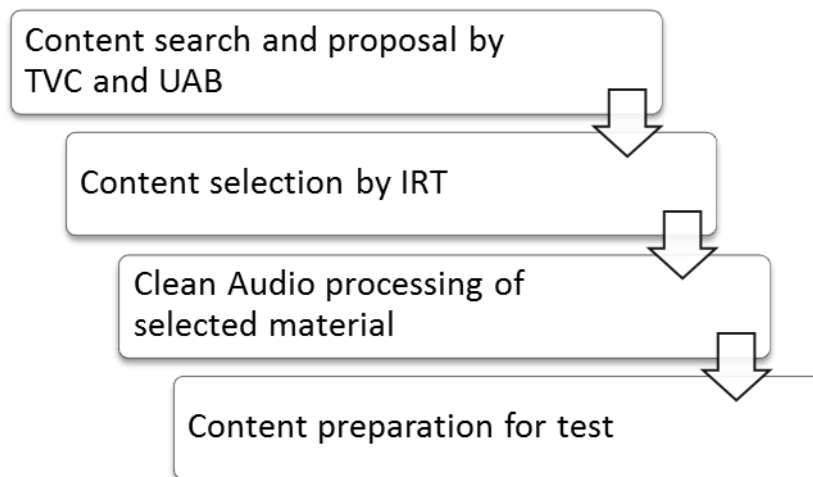 Content search and proposal by
TVC and UAB
Content selection by IRT
Clean Audio processing of
selected material
Content preparation for test